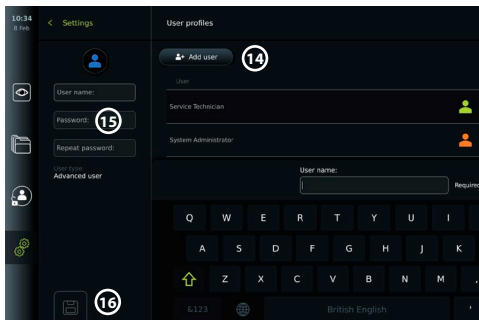 10:34
8 Feb
< Settings
User profiles
Add user
14
User
User name:
Service Technician
Password:
15
System Administrator
Repeat password:
User type
Advanced user
User name:
Required
Q W E R T Y U I
A S D F G H J K
Z X C V B N M ,
&123
British English
'
16